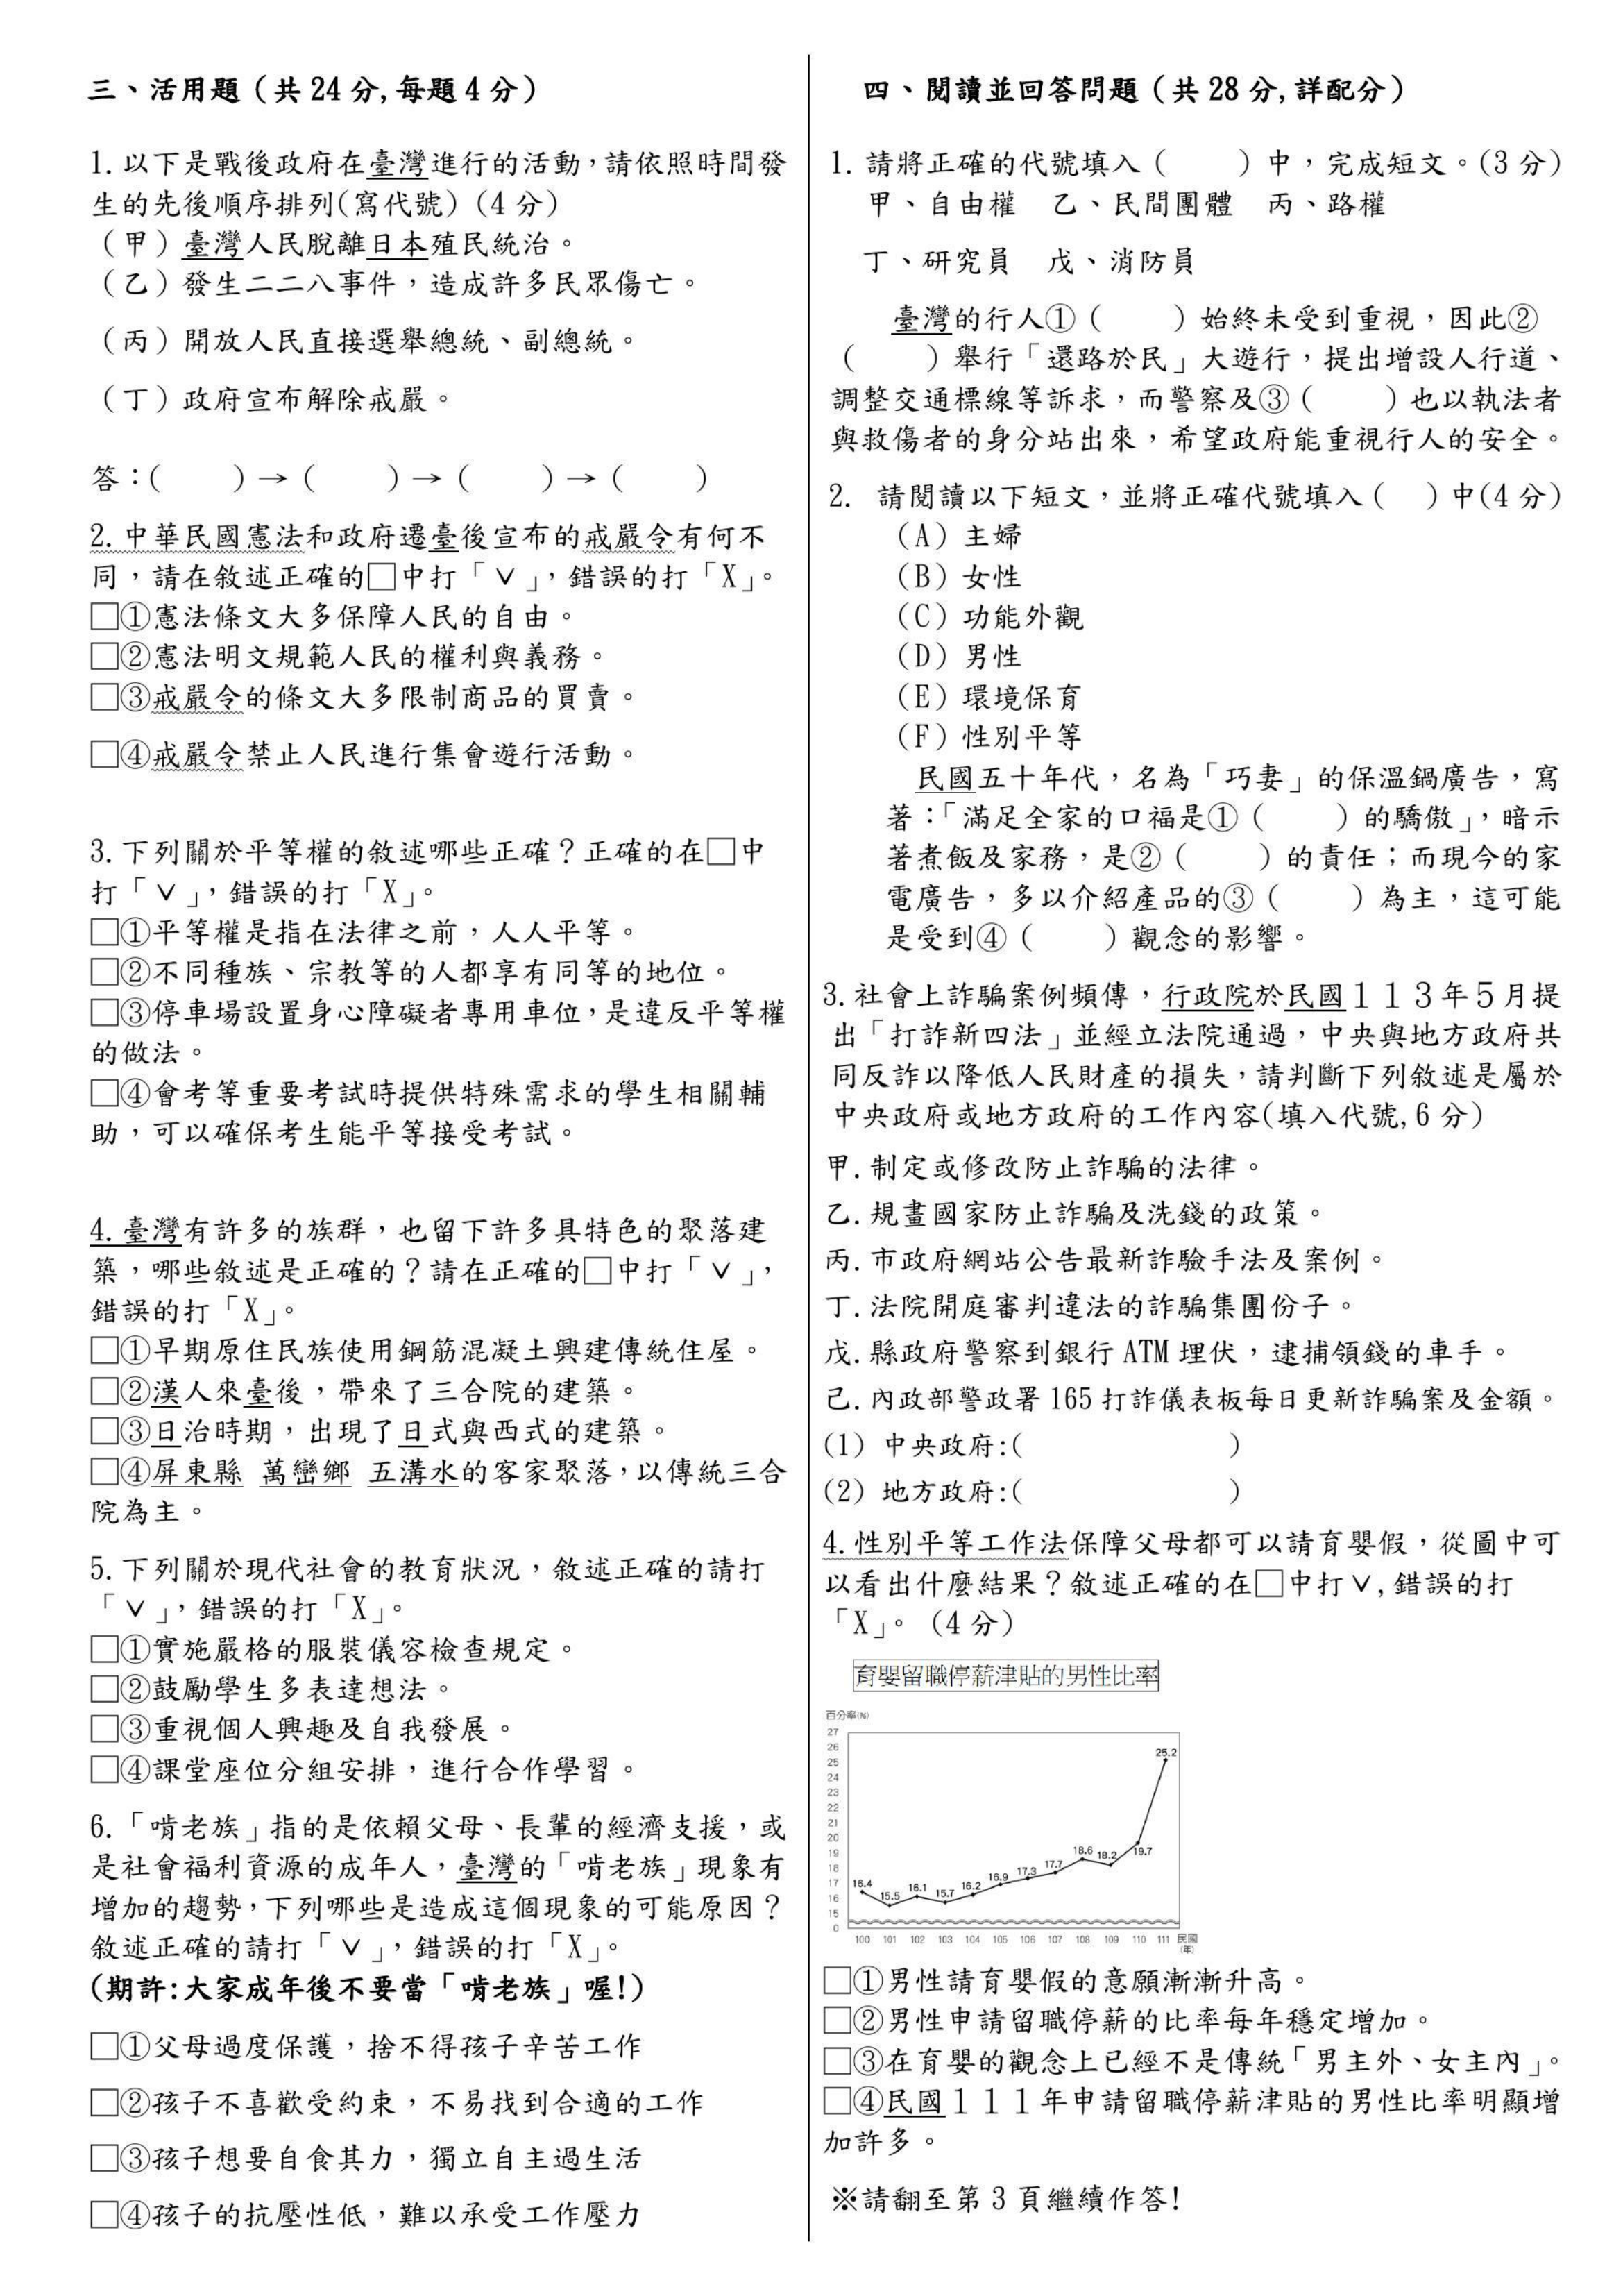 三、活用題（共24分,每題4分）
1.以下是戰後政府在臺灣進行的活動，請依照時間發
生的先後順序排列(寫代號)(4分)
（甲）臺灣人民脫離日本殖民統治。
（乙）發生二二八事件，造成許多民眾傷亡。
（丙）開放人民直接選舉總統、副總統。
（丁）政府宣布解除戒嚴。
答：(　　)→(　　)→(　　)→(　　)
2.中華民國憲法和政府遷臺後宣布的戒嚴令有何不
同，請在敘述正確的□中打「∨」，錯誤的打「X」。
□①憲法條文大多保障人民的自由。
□②憲法明文規範人民的權利與義務。
□③戒嚴令的條文大多限制商品的買賣。
□④戒嚴令禁止人民進行集會遊行活動。
3.下列關於平等權的敘述哪些正確？正確的在□中
打「∨」，錯誤的打「X」。
□①平等權是指在法律之前，人人平等。
□②不同種族、宗教等的人都享有同等的地位。
□③停車場設置身心障礙者專用車位，是違反平等權
的做法。
□④會考等重要考試時提供特殊需求的學生相關輔
助，可以確保考生能平等接受考試。
4.臺灣有許多的族群，也留下許多具特色的聚落建
築，哪些敘述是正確的？請在正確的□中打「∨」，
錯誤的打「X」。
□①早期原住民族使用鋼筋混凝土興建傳統住屋。
□②漢人來臺後，帶來了三合院的建築。
□③日治時期，出現了日式與西式的建築。
□④屏東縣 萬巒鄉 五溝水的客家聚落，以傳統三合
院為主。
5.下列關於現代社會的教育狀況，敘述正確的請打
「∨」，錯誤的打「X」。
□①實施嚴格的服裝儀容檢查規定。
□②鼓勵學生多表達想法。
□③重視個人興趣及自我發展。
□④課堂座位分組安排，進行合作學習。
6.「啃老族」指的是依賴父母、長輩的經濟支援，或
是社會福利資源的成年人，臺灣的「啃老族」現象有
增加的趨勢，下列哪些是造成這個現象的可能原因？
敘述正確的請打「∨」，錯誤的打「X」。
(期許:大家成年後不要當「啃老族」喔!)
□①父母過度保護，捨不得孩子辛苦工作
□②孩子不喜歡受約束，不易找到合適的工作
□③孩子想要自食其力，獨立自主過生活
□④孩子的抗壓性低，難以承受工作壓力
四、閱讀並回答問題（共28分,詳配分）
1.請將正確的代號填入（　　）中，完成短文。(3分)
甲、自由權　乙、民間團體　丙、路權
丁、研究員　戊、消防員
臺灣的行人①（　　）始終未受到重視，因此②
（　　）舉行「還路於民」大遊行，提出增設人行道、
調整交通標線等訴求，而警察及③（　　）也以執法者
與救傷者的身分站出來，希望政府能重視行人的安全。
2. 請閱讀以下短文，並將正確代號填入（　）中(4分)
（A）主婦
（B）女性
（C）功能外觀
（D）男性
（E）環境保育
（F）性別平等
民國五十年代，名為「巧妻」的保溫鍋廣告，寫
著：「滿足全家的口福是①（　　）的驕傲」，暗示
著煮飯及家務，是②（　　）的責任；而現今的家
電廣告，多以介紹產品的③（　　）為主，這可能
是受到④（　　）觀念的影響。
3.社會上詐騙案例頻傳，行政院於民國１１３年５月提
出「打詐新四法」並經立法院通過，中央與地方政府共
同反詐以降低人民財產的損失，請判斷下列敘述是屬於
中央政府或地方政府的工作內容(填入代號,6分)
甲.制定或修改防止詐騙的法律。
乙.規畫國家防止詐騙及洗錢的政策。
丙.市政府網站公告最新詐驗手法及案例。
丁.法院開庭審判違法的詐騙集團份子。
戊.縣政府警察到銀行ATM埋伏，逮捕領錢的車手。
己.內政部警政署165打詐儀表板每日更新詐騙案及金額。
(1) 中央政府:(　　　　　　)
(2) 地方政府:(　　　　　　)
4.性別平等工作法保障父母都可以請育嬰假，從圖中可
以看出什麼結果？敘述正確的在□中打∨,錯誤的打
「X」。(4分)
育嬰留職停薪津貼的男性比率
百分率(%)
27
26
25
24
23
22
21
20
19
18
17
16
15
0
16.4 15.5 16.1 15.7 16.2 16.9 17.3 17.7 18.6 18.2 19.7 25.2
100 101 102 103 104 105 106 107 108 109 110 111 民國
(年)
□①男性請育嬰假的意願漸漸升高。
□②男性申請留職停薪的比率每年穩定增加。
□③在育嬰的觀念上已經不是傳統「男主外、女主內」。
□④民國１１１年申請留職停薪津貼的男性比率明顯增
加許多。
※請翻至第3頁繼續作答!